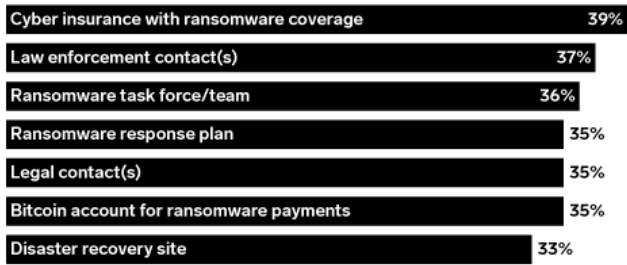 Cyber insurance with ransomware coverage 39%
Law enforcement contact(s) 37%
Ransomware task force/team 36%
Ransomware response plan 35%
Legal contact(s) 35%
Bitcoin account for ransomware payments 35%
Disaster recovery site 33%